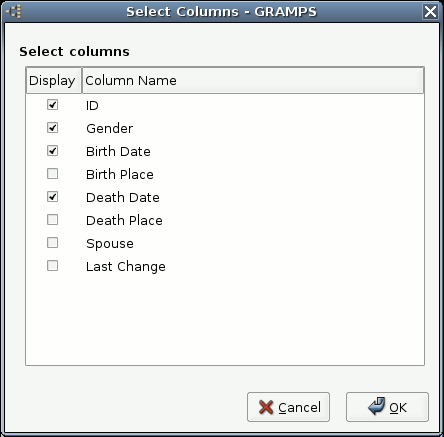 Select Columns - GRAMPS
Select columns
Display Column Name
ID
Gender
Birth Date
Birth Place
Death Date
Death Place
Spouse
Last Change
Cancel OK